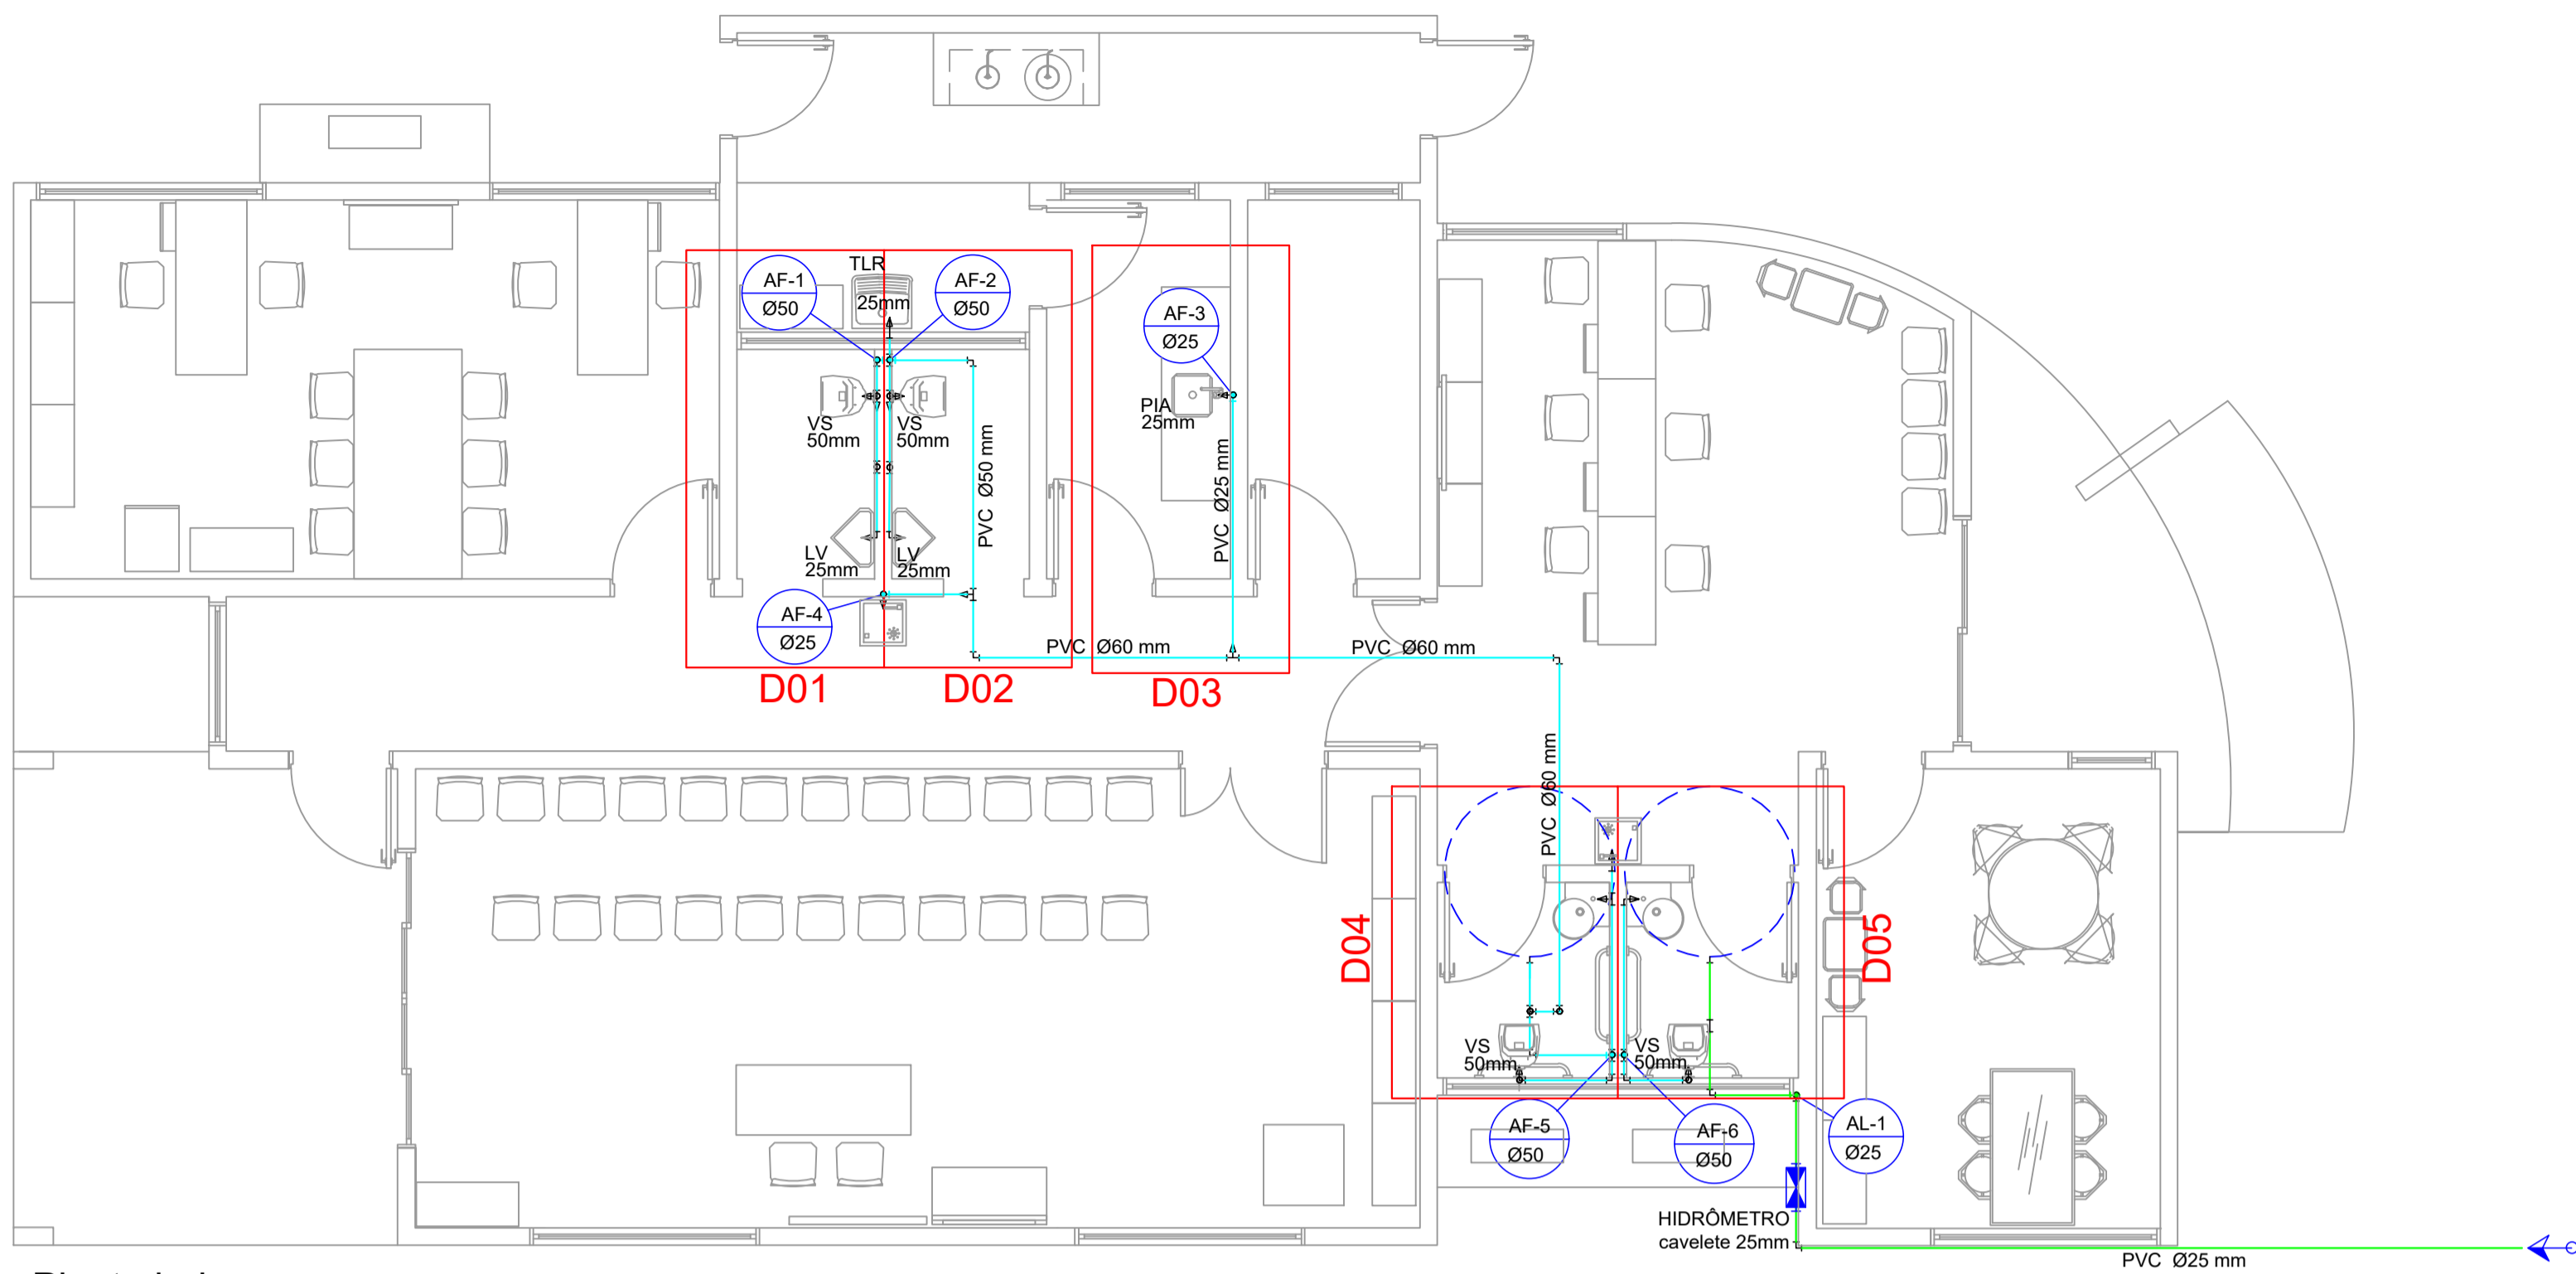 TLR
25mm
AF-1
Ø50
AF-2
Ø50
AF-3
Ø25
PIA
25mm
VS
50mm
VS
50mm
PVC Ø50 mm
PVC Ø25 mm
LV
25mm
LV
25mm
AF-4
Ø25
PVC Ø60 mm
PVC Ø60 mm
D01
D02
D03
PVC Ø60 mm
D04
D05
VS
50mm
VS
50mm
AF-5
Ø50
AF-6
Ø50
AL-1
Ø25
HIDRÔMETRO
cavelete 25mm
PVC Ø25 mm